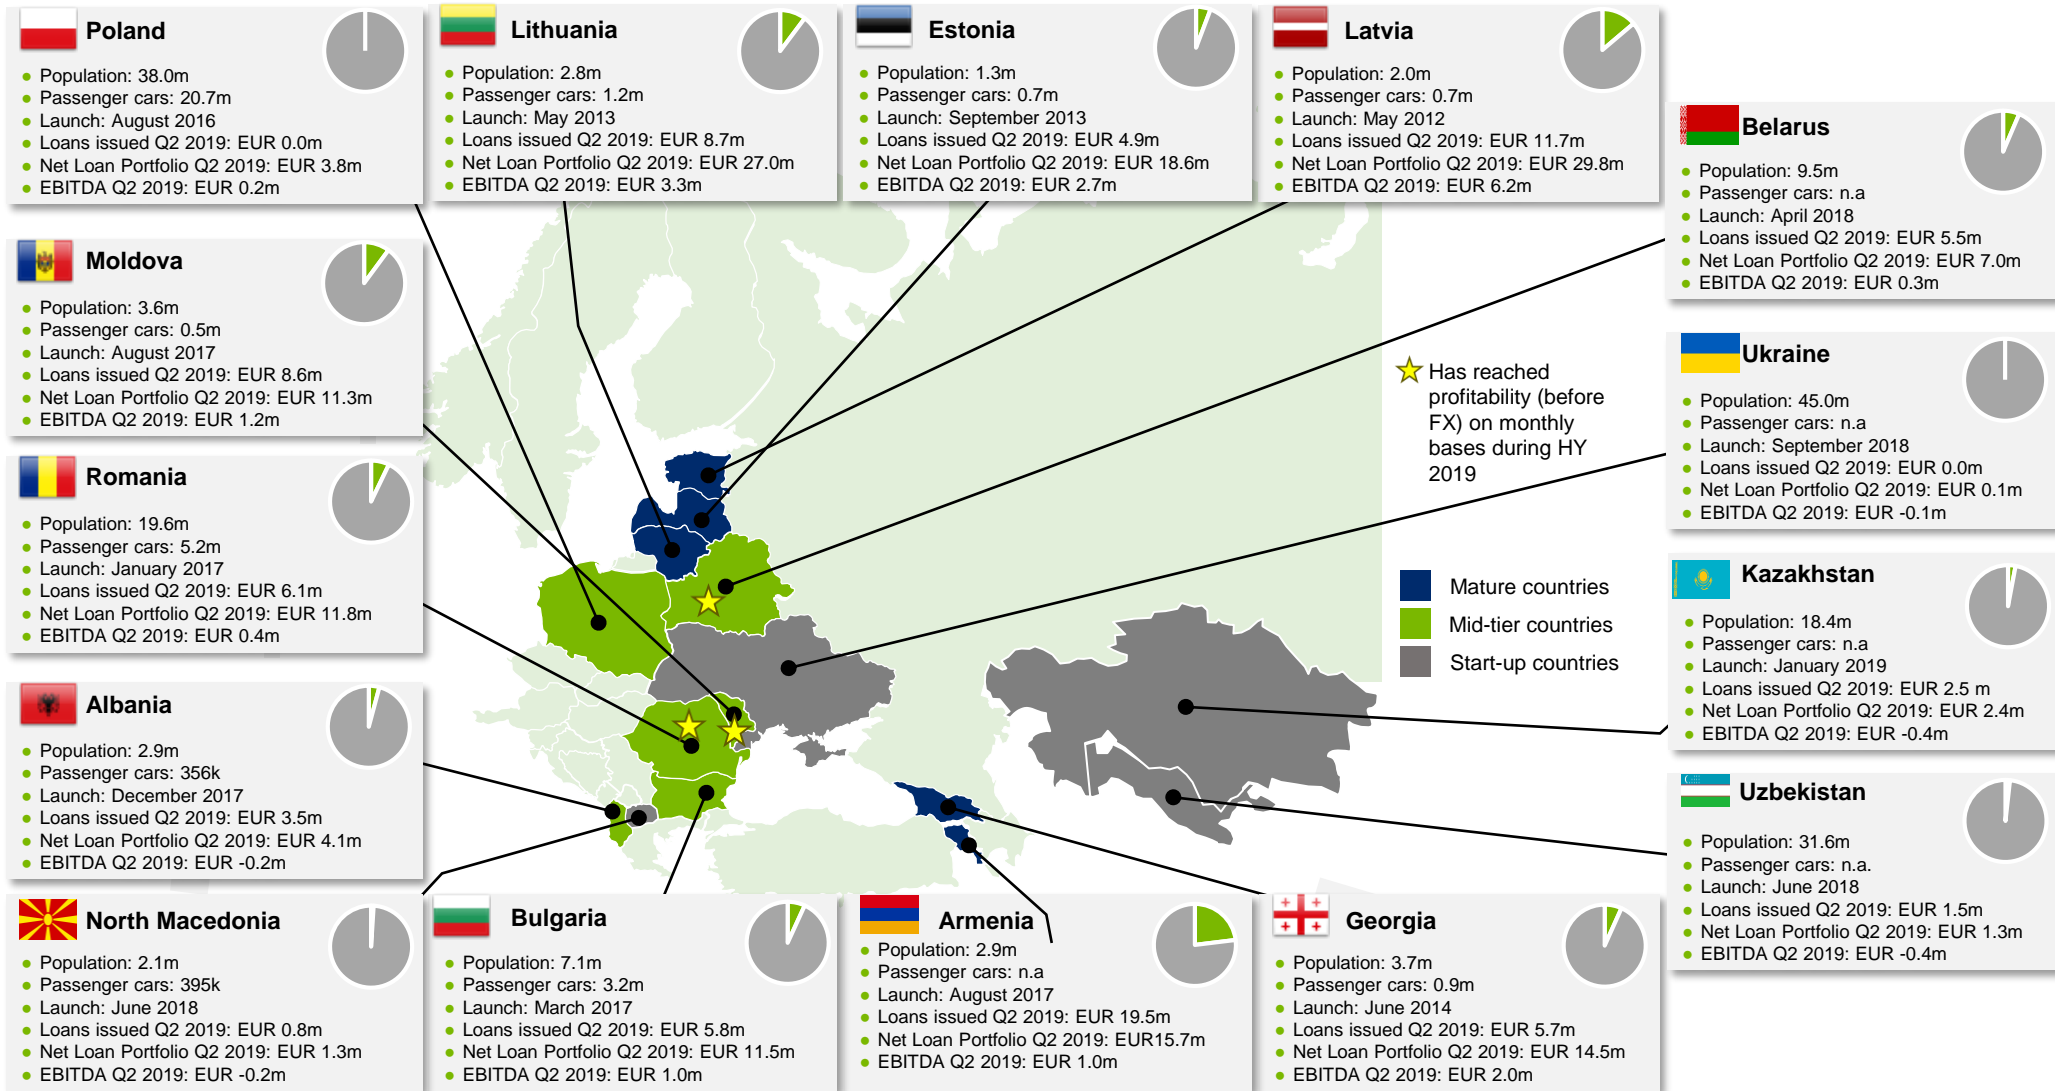 Poland
Population: 38.0m
Passenger cars: 20.7m
Launch: August 2016
Loans issued Q2 2019: EUR 0.0m
Net Loan Portfolio Q2 2019: EUR 3.8m
EBITDA Q2 2019: EUR 0.2m
Lithuania
Population: 2.8m
Passenger cars: 1.2m
Launch: May 2013
Loans issued Q2 2019: EUR 8.7m
Net Loan Portfolio Q2 2019: EUR 27.0m
EBITDA Q2 2019: EUR 3.3m
Estonia
Population: 1.3m
Passenger cars: 0.7m
Launch: September 2013
Loans issued Q2 2019: EUR 4.9m
Net Loan Portfolio Q2 2019: EUR 18.6m
EBITDA Q2 2019: EUR 2.7m
Latvia
Population: 2.0m
Passenger cars: 0.7m
Launch: May 2012
Loans issued Q2 2019: EUR 11.7m
Net Loan Portfolio Q2 2019: EUR 29.8m
EBITDA Q2 2019: EUR 6.2m
Belarus
Population: 9.5m
Passenger cars: n.a
Launch: April 2018
Loans issued Q2 2019: EUR 5.5m
Net Loan Portfolio Q2 2019: EUR 7.0m
EBITDA Q2 2019: EUR 0.3m
Moldova
Population: 3.6m
Passenger cars: 0.5m
Launch: August 2017
Loans issued Q2 2019: EUR 8.6m
Net Loan Portfolio Q2 2019: EUR 11.3m
EBITDA Q2 2019: EUR 1.2m
Has reached
profitability (before
FX) on monthly
bases during HY
2019
Ukraine
Population: 45.0m
Passenger cars: n.a
Launch: September 2018
Loans issued Q2 2019: EUR 0.0m
Net Loan Portfolio Q2 2019: EUR 0.1m
EBITDA Q2 2019: EUR -0.1m
Romania
Population: 19.6m
Passenger cars: 5.2m
Launch: January 2017
Loans issued Q2 2019: EUR 6.1m
Net Loan Portfolio Q2 2019: EUR 11.8m
EBITDA Q2 2019: EUR 0.4m
Mature countries
Mid-tier countries
Start-up countries
Kazakhstan
Population: 18.4m
Passenger cars: n.a
Launch: January 2019
Loans issued Q2 2019: EUR 2.5 m
Net Loan Portfolio Q2 2019: EUR 2.4m
EBITDA Q2 2019: EUR -0.4m
Albania
Population: 2.9m
Passenger cars: 356k
Launch: December 2017
Loans issued Q2 2019: EUR 3.5m
Net Loan Portfolio Q2 2019: EUR 4.1m
EBITDA Q2 2019: EUR -0.2m
Uzbekistan
Population: 31.6m
Passenger cars: n.a.
Launch: June 2018
Loans issued Q2 2019: EUR 1.5m
Net Loan Portfolio Q2 2019: EUR 1.3m
EBITDA Q2 2019: EUR -0.4m
North Macedonia
Population: 2.1m
Passenger cars: 395k
Launch: June 2018
Loans issued Q2 2019: EUR 0.8m
Net Loan Portfolio Q2 2019: EUR 1.3m
EBITDA Q2 2019: EUR -0.2m
Bulgaria
Population: 7.1m
Passenger cars: 3.2m
Launch: March 2017
Loans issued Q2 2019: EUR 5.8m
Net Loan Portfolio Q2 2019: EUR 11.5m
EBITDA Q2 2019: EUR 1.0m
Armenia
Population: 2.9m
Passenger cars: n.a
Launch: August 2017
Loans issued Q2 2019: EUR 19.5m
Net Loan Portfolio Q2 2019: EUR15.7m
EBITDA Q2 2019: EUR 1.0m
Georgia
Population: 3.7m
Passenger cars: 0.9m
Launch: June 2014
Loans issued Q2 2019: EUR 5.7m
Net Loan Portfolio Q2 2019: EUR 14.5m
EBITDA Q2 2019: EUR 2.0m